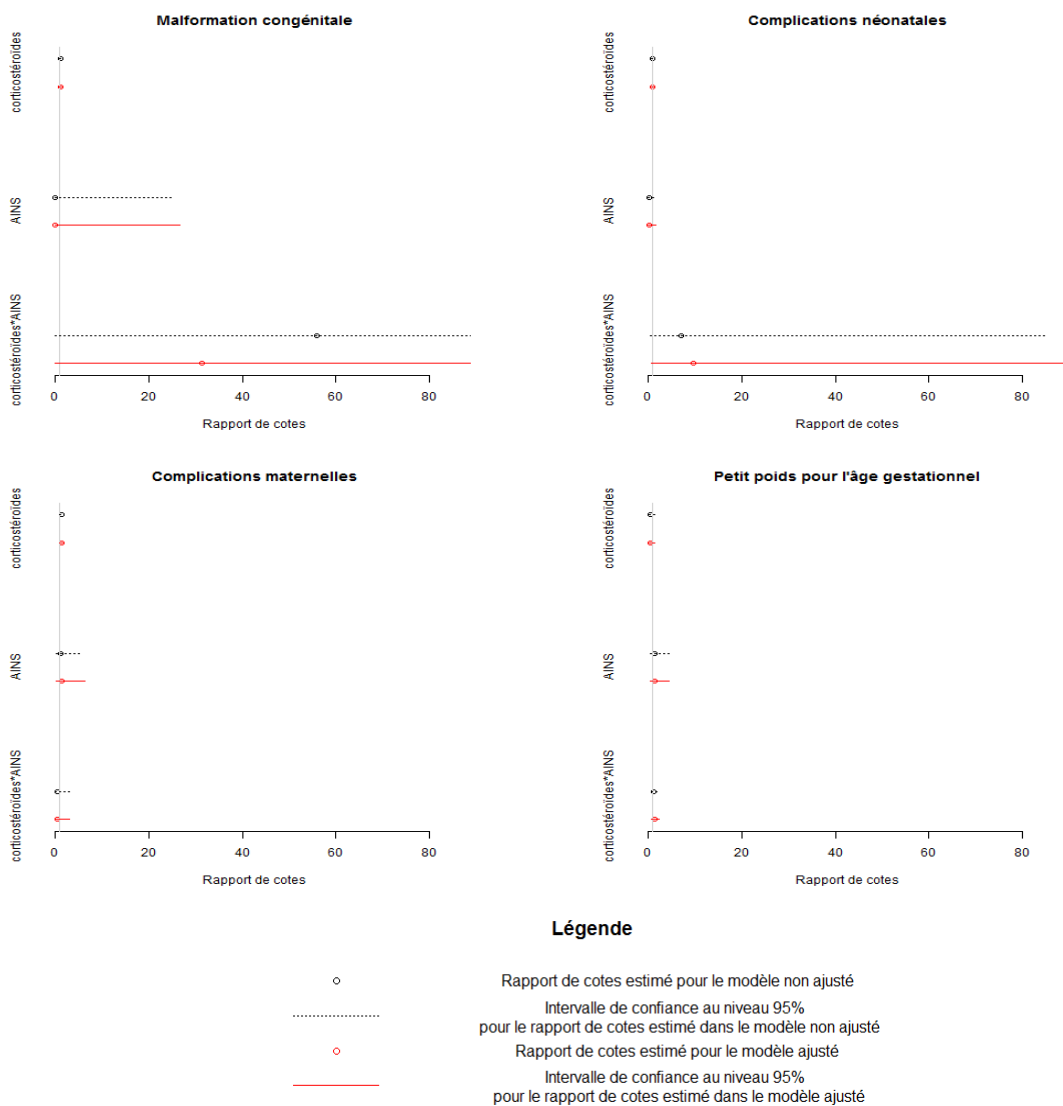 Malformation congénitale
corticostéroïdes
AINS
corticostéroïdes*AINS
0 20 40 60 80
Rapport de cotes
Complications néonatales
corticostéroïdes
AINS
corticostéroïdes*AINS
0 20 40 60 80
Rapport de cotes
Complications maternelles
corticostéroïdes
AINS
corticostéroïdes*AINS
0 20 40 60 80
Rapport de cotes
Petit poids pour l'âge gestationnel
corticostéroïdes
AINS
corticostéroïdes*AINS
0 20 40 60 80
Rapport de cotes
Légende
Rapport de cotes estimé pour le modèle non ajusté
Intervalle de confiance au niveau 95%
pour le rapport de cotes estimé dans le modèle non ajusté
Rapport de cotes estimé pour le modèle ajusté
Intervalle de confiance au niveau 95%
pour le rapport de cotes estimé dans le modèle ajusté